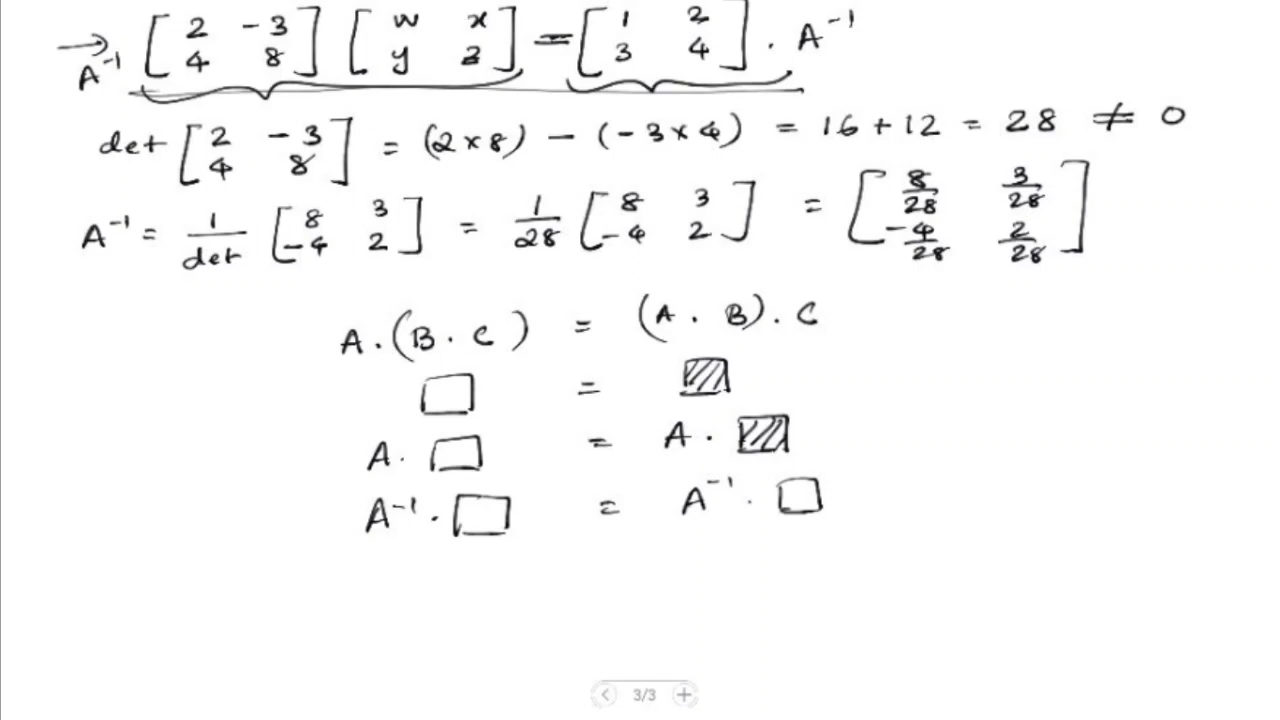 → A⁻¹ [2 -3; 4 8] [w x; y z] = [1 2; 3 4] . A⁻¹
det [2 -3; 4 8] = (2 x 8) - (-3 x 4) = 16 + 12 = 28 ≠ 0
A⁻¹ = 1/det [8 3; -4 2] = 1/28 [8 3; -4 2] = [8/28 3/28; -4/28 2/28]
A . (B . C) = (A . B) . C
□ = ▨
A . □ = A . ▨
A⁻¹ . □ = A⁻¹ . □
< 3/3 +